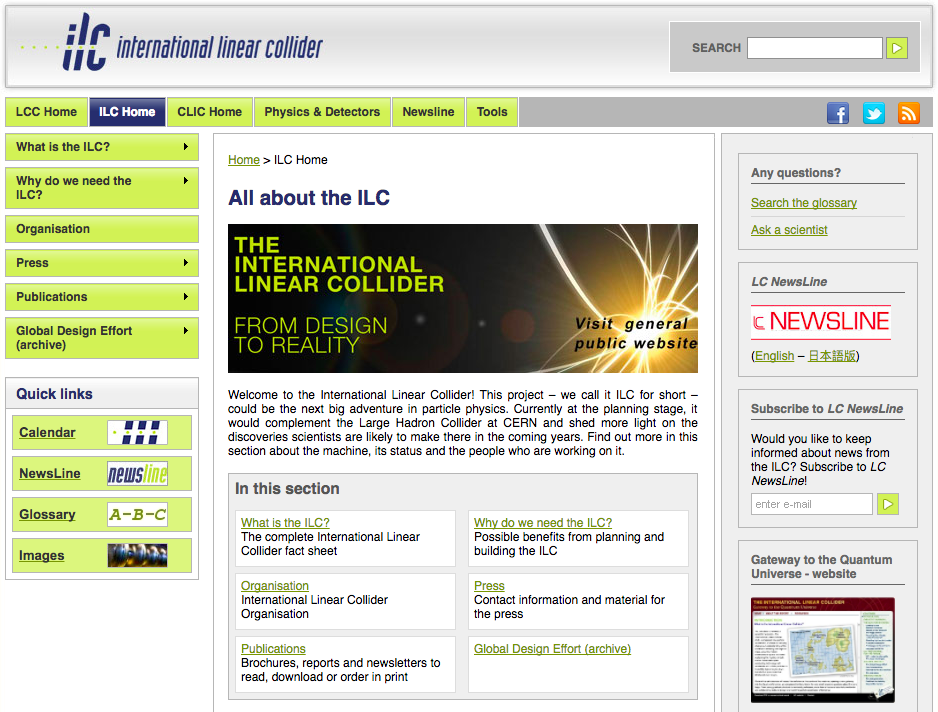 ilc international linear collider
SEARCH
LCC Home
ILC Home
CLIC Home
Physics & Detectors
Newsline
Tools
What is the ILC?
Why do we need the
ILC?
Organisation
Press
Publications
Global Design Effort
(archive)
Quick links
Calendar
NewsLine
newsline
Glossary
A-B-C
Images
Home > ILC Home
All about the ILC
THE
INTERNATIONAL
LINEAR COLLIDER
FROM DESIGN
TO REALITY
Visit general
public website
Welcome to the International Linear Collider! This project – we call it ILC for short –
could be the next big adventure in particle physics. Currently at the planning stage, it
would complement the Large Hadron Collider at CERN and shed more light on the
discoveries scientists are likely to make there in the coming years. Find out more in this
section about the machine, its status and the people who are working on it.
In this section
What is the ILC?
The complete International Linear
Collider fact sheet
Why do we need the ILC?
Possible benefits from planning and
building the ILC
Organisation
International Linear Collider
Organisation
Press
Contact information and material for
the press
Publications
Brochures, reports and newsletters to
read, download or order in print
Global Design Effort (archive)
Any questions?
Search the glossary
Ask a scientist
LC NewsLine
LC NEWSLINE
(English – 日本語版)
Subscribe to LC NewsLine
Would you like to keep
informed about news from
the ILC? Subscribe to LC
NewsLine!
enter e-mail
Gateway to the Quantum
Universe - website
THE INTERNATIONAL LINEAR COLLIDER